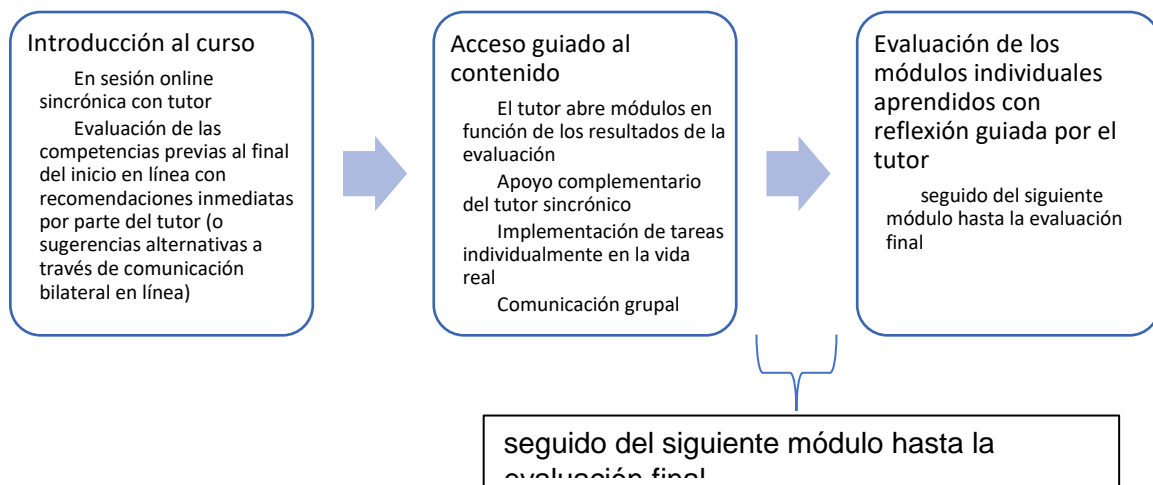 Introducción al curso
En sesión online
sincrónica con tutor
Evaluación de las
competencias previas al final
del inicio en línea con
recomendaciones inmediatas
por parte del tutor (o
sugerencias alternativas a
través de comunicación
bilateral en línea)
Acceso guiado al
contenido
El tutor abre módulos en
función de los resultados de la
evaluación
Apoyo complementario
del tutor sincrónico
Implementación de tareas
individualmente en la vida
real
Comunicación grupal
Evaluación de los
módulos individuales
aprendidos con
reflexión guiada por el
tutor
seguido del siguiente
módulo hasta la evaluación
final
seguido del siguiente módulo hasta la
evaluación final